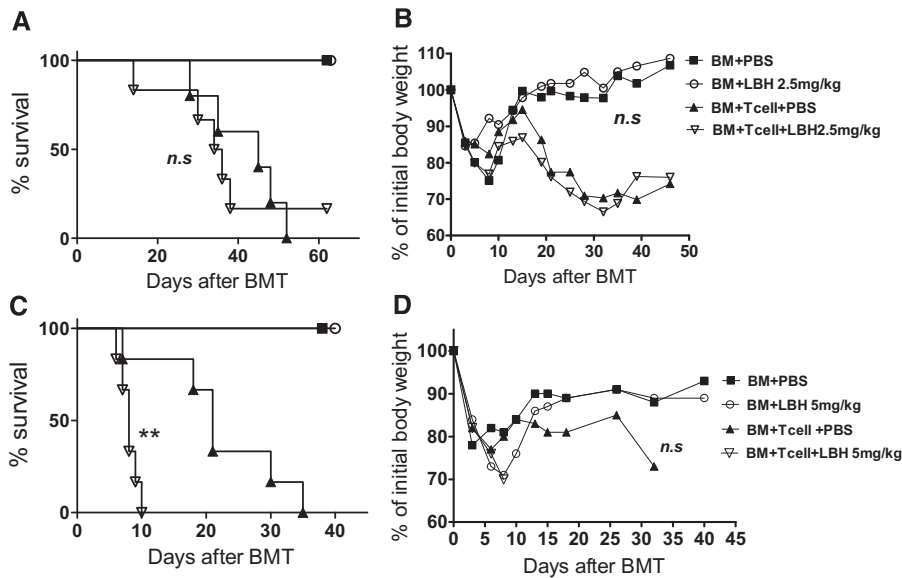 A
100
50
0
% survival
n.s
0 20 40 60
Days after BMT
B
110
100
90
80
70
60
% of initial body weight
n.s
0 10 20 30 40 50
Days after BMT
BM+PBS
BM+LBH 2.5mg/kg
BM+Tcell+PBS
BM+Tcell+LBH2.5mg/kg
C
100
50
0
% survival
**
0 10 20 30 40
Days after BMT
D
100
90
80
70
60
% of initial body weight
n.s
0 5 10 15 20 25 30 35 40 45
Days after BMT
BM+PBS
BM+LBH 5mg/kg
BM+Tcell +PBS
BM+Tcell+LBH 5mg/kg